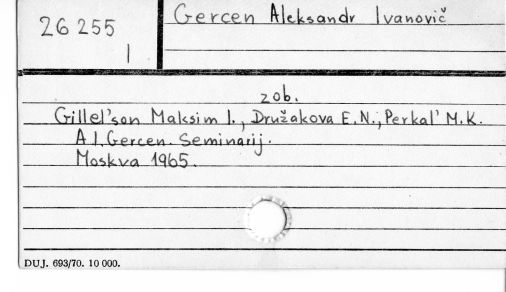 26 255
1
Gercen Aleksandr Ivanovič
zob.
Gillel'son Maksim I., Družakova E.N., Perkal' M.K.
A.I. Gercen. Seminarij.
Moskva 1965.
DUJ. 693/70. 10 000.